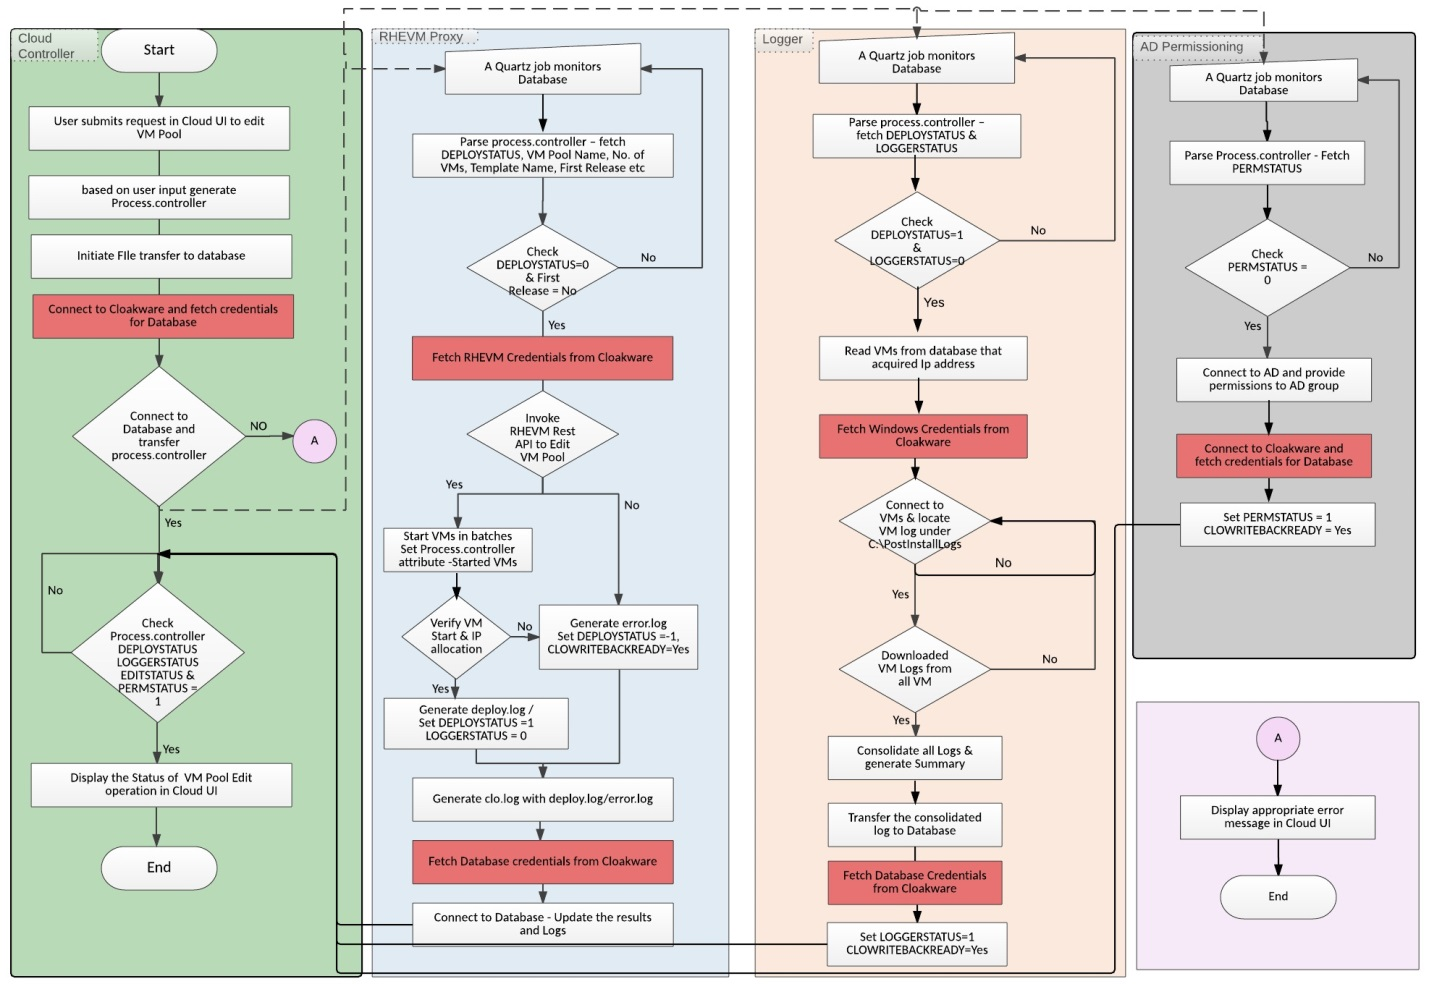 Cloud
Controller
Start
User submits request in Cloud UI to edit
VM Pool
based on user input generate
Process.controller
Initiate FIle transfer to database
Connect to Cloakware and fetch credentials
for Database
Connect to
Database and
transfer
process.controller
NO
A
Yes
No
Check
Process.controller
DEPLOYSTATUS
LOGGERSTATUS
EDITSTATUS &
PERMSTATUS =
1
Yes
Display the Status of  VM Pool Edit
operation in Cloud UI
End
RHEVM Proxy
A Quartz job monitors
Database
Parse process.controller – fetch
DEPLOYSTATUS, VM Pool Name, No. of
VMs, Template Name, First Release etc
Check
DEPLOYSTATUS=0
& First
Release = No
No
Yes
Fetch RHEVM Credentials from Cloakware
Invoke
RHEVM Rest
API to Edit
VM Pool
Yes
No
Start VMs in batches
Set Process.controller
attribute -Started VMs
Verify VM
Start & IP
allocation
No
Generate error.log
Set DEPLOYSTATUS =-1,
CLOWRITEBACKREADY=Yes
Yes
Generate deploy.log /
Set DEPLOYSTATUS =1
LOGGERSTATUS = 0
Generate clo.log with deploy.log/error.log
Fetch Database credentials from Cloakware
Connect to Database - Update the results
and Logs
Logger
A Quartz job monitors
Database
Parse process.controller –
fetch DEPLOYSTATUS &
LOGGERSTATUS
Check
DEPLOYSTATUS=1
&
LOGGERSTATUS=0
No
Yes
Read VMs from database that
acquired Ip address
Fetch Windows Credentials from
Cloakware
Connect to
VMs & locate
VM log under
C:\PostInstallLogs
No
Yes
Downloaded
VM Logs from
all VM
No
Yes
Consolidate all Logs &
generate Summary
Transfer the consolidated
log to Database
Fetch Database Credentials
from Cloakware
Set LOGGERSTATUS=1
CLOWRITEBACKREADY=Yes
AD Permissioning
A Quartz job monitors
Database
Parse Process.controller - Fetch
PERMSTATUS
Check
PERMSTATUS =
0
No
Yes
Connect to AD and provide
permissions to AD group
Connect to Cloakware and
fetch credentials for Database
Set PERMSTATUS = 1
CLOWRITEBACKREADY = Yes
A
Display appropriate error
message in Cloud UI
End